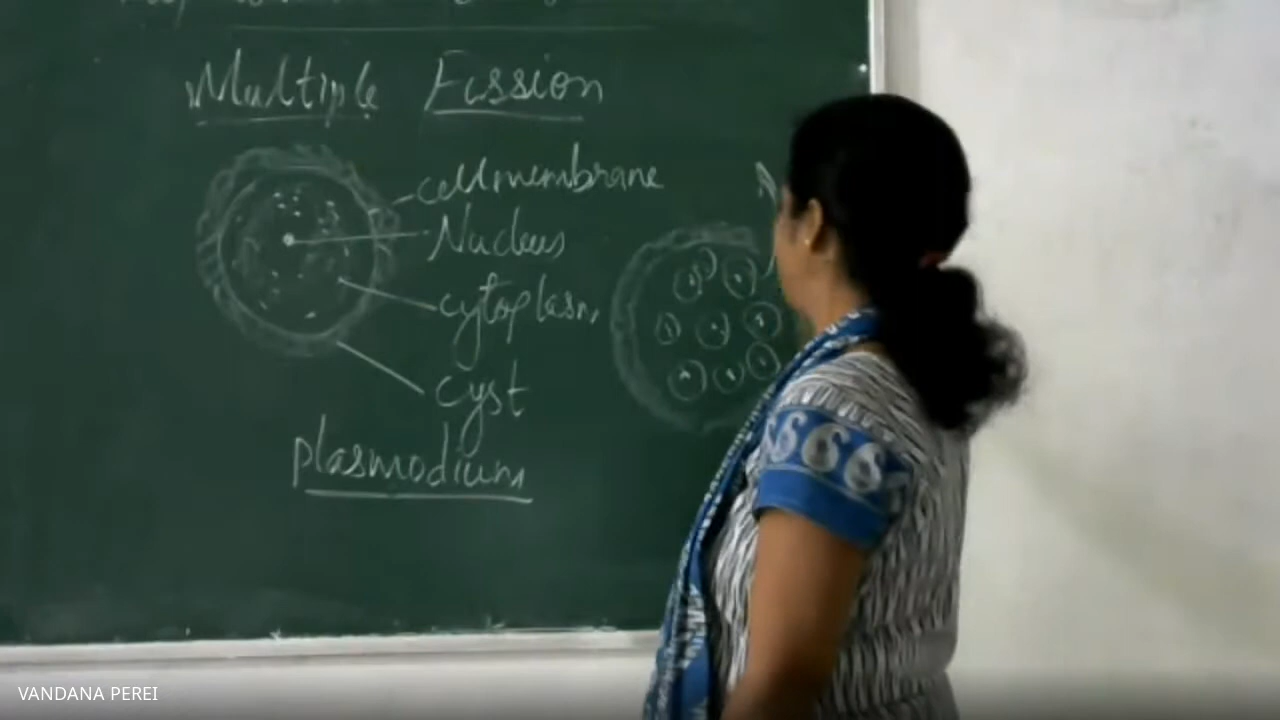 Multiple Fission
cellmembrane
Nucleus
cytoplasm
cyst
plasmodium
VANDANA PEREI